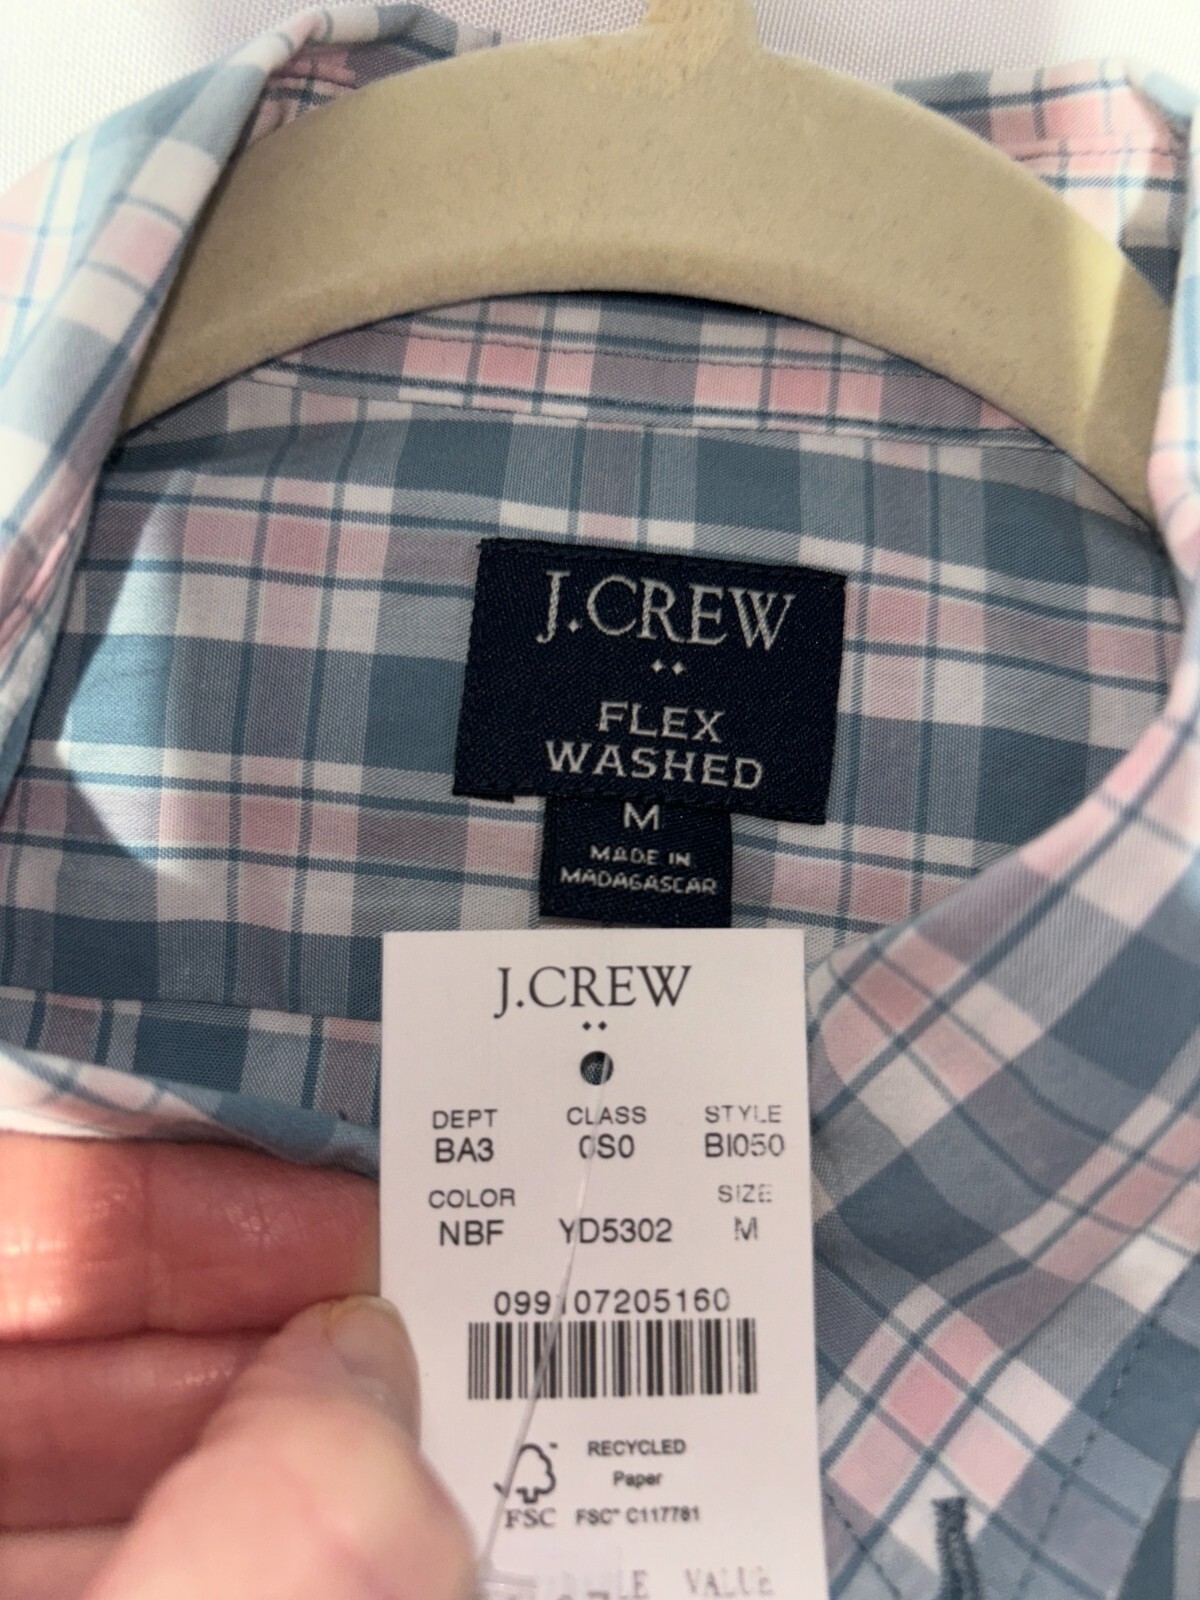 J.CREW
FLEX
WASHED
M
MADE IN
MADAGASCAR
J.CREW
DEPT CLASS STYLE
BA3 0S0 BI050
COLOR SIZE
NBF YD5302 M
099107205160
RECYCLED
Paper
FSC FSC™ C117781
VALUE